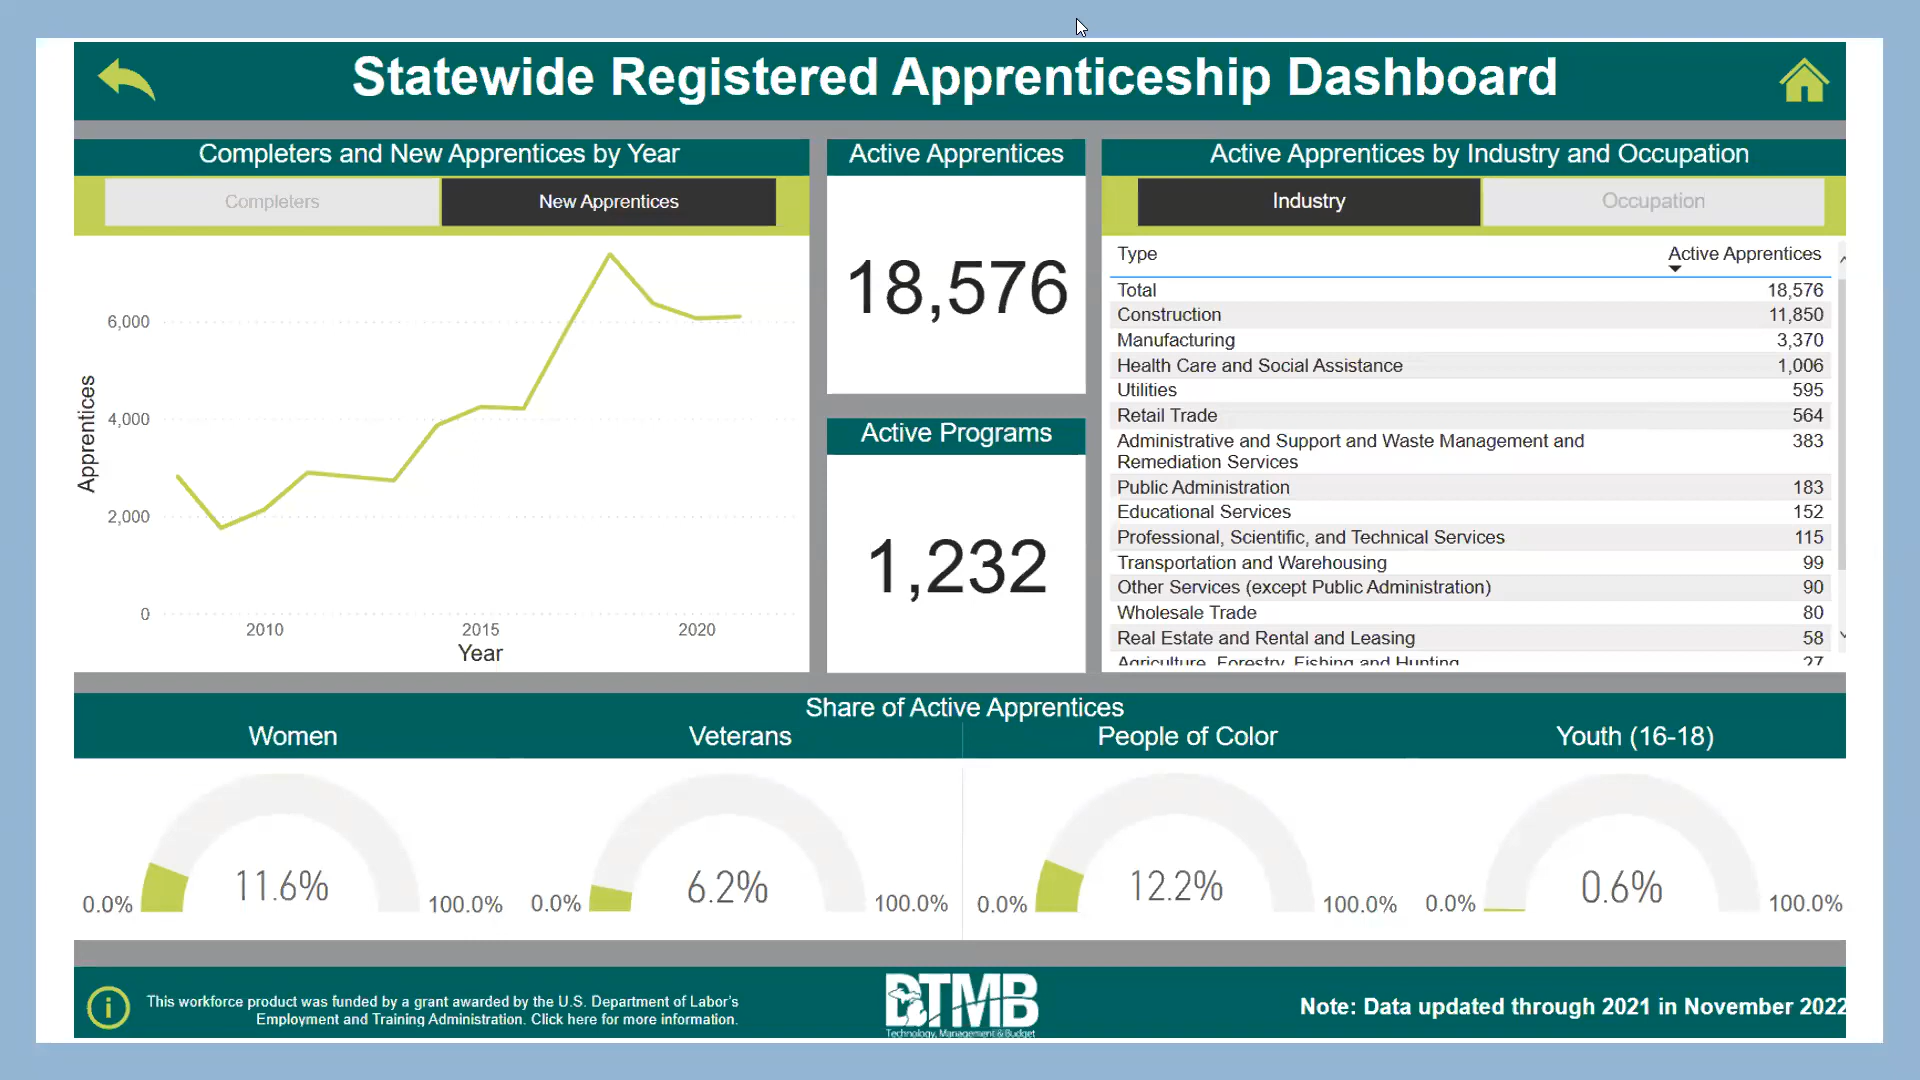 Statewide Registered Apprenticeship Dashboard
Completers and New Apprentices by Year
Completers
New Apprentices
6,000
4,000
2,000
0
Apprentices
2010
2015
2020
Year
Active Apprentices
18,576
Active Programs
1,232
Active Apprentices by Industry and Occupation
Industry
Occupation
Type Active Apprentices
Total 18,576
Construction 11,850
Manufacturing 3,370
Health Care and Social Assistance 1,006
Utilities 595
Retail Trade 564
Administrative and Support and Waste Management and 383
Remediation Services
Public Administration 183
Educational Services 152
Professional, Scientific, and Technical Services 115
Transportation and Warehousing 99
Other Services (except Public Administration) 90
Wholesale Trade 80
Real Estate and Rental and Leasing 58
Agriculture, Forestry, Fishing and Hunting 27
Share of Active Apprentices
Women
Veterans
People of Color
Youth (16-18)
0.0% 11.6% 100.0%
0.0% 6.2% 100.0%
0.0% 12.2% 100.0%
0.0% 0.6% 100.0%
i
This workforce product was funded by a grant awarded by the U.S. Department of Labor's
Employment and Training Administration. Click here for more information.
DTMB
Technology, Management & Budget
Note: Data updated through 2021 in November 2022